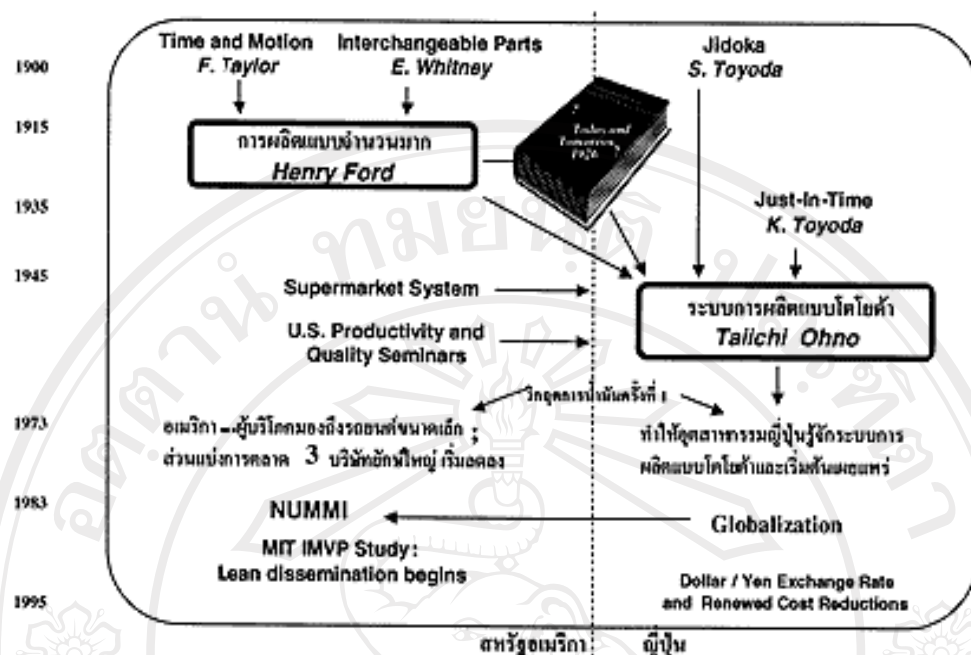 Time and Motion
F. Taylor
Interchangeable Parts
E. Whitney
Jidoka
S. Toyoda
1900
1915
การผลิตแบบจำนวนมาก
Henry Ford
Today and
Tomorrow
1926
1935
Just-In-Time
K. Toyoda
1945
Supermarket System
ระบบการผลิตแบบโตโยต้า
Taiichi Ohno
U.S. Productivity and
Quality Seminars
วิกฤตการน้ำมันครั้งที่ 1
1973
อเมริกา --ผู้บริโภคมองถึงรถยนต์ขนาดเล็ก ;
ส่วนแบ่งการตลาด 3 บริษัทยักษ์ใหญ่ เริ่มลดลง
ทำให้อุตสาหกรรมญี่ปุ่นรู้จักระบบการ
ผลิตแบบโตโยต้าและเริ่มต้นเผยแพร่
1983
NUMMI
Globalization
MIT IMVP Study:
Lean dissemination begins
Dollar / Yen Exchange Rate
and Renewed Cost Reductions
1995
สหรัฐอเมริกา
ญี่ปุ่น